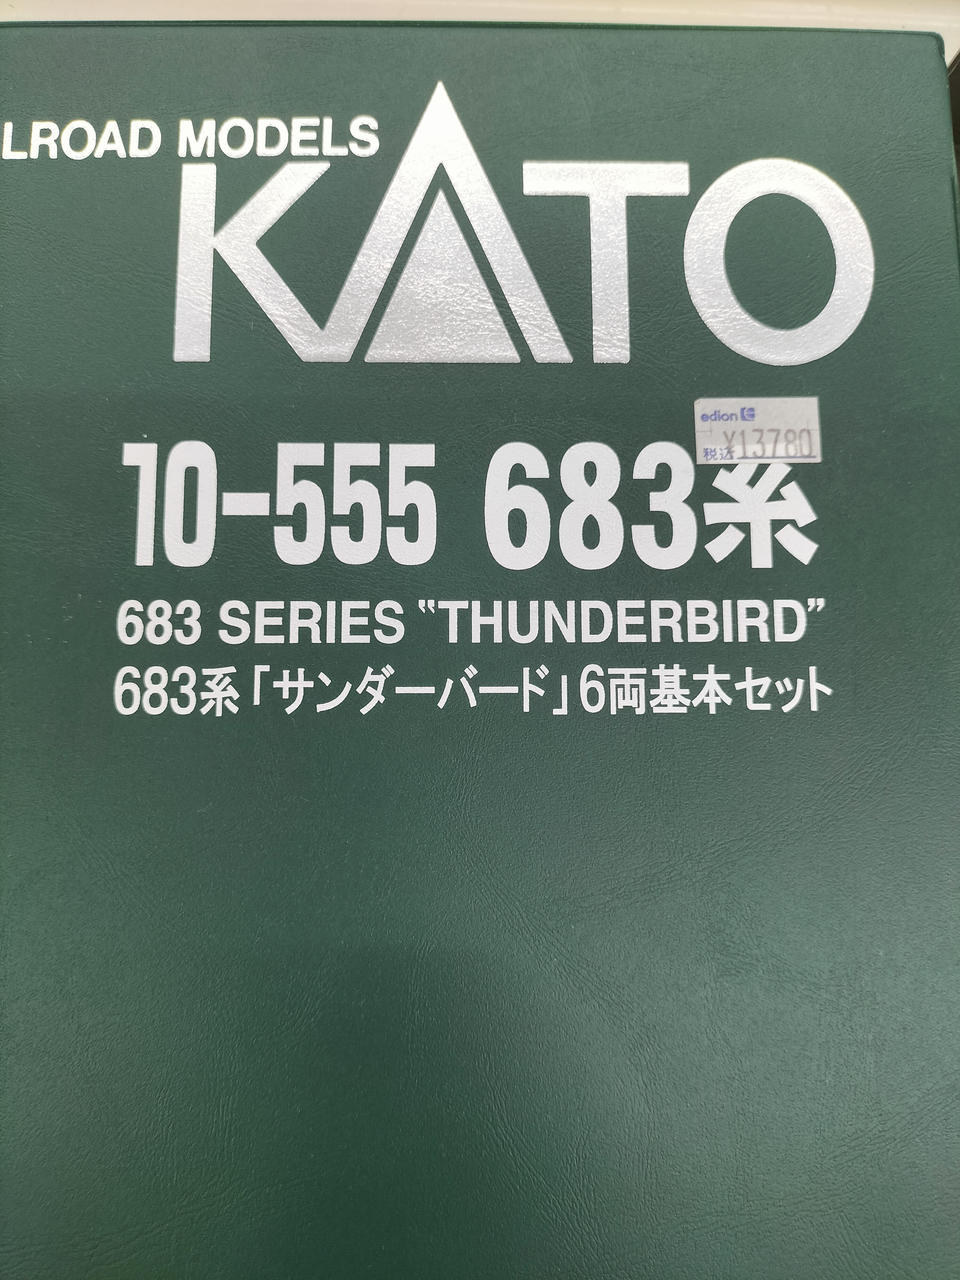 LROAD MODELS
KATO
edion
税込 ¥13780
10-555 683系
683 SERIES "THUNDERBIRD"
683系「サンダーバード」6両基本セット